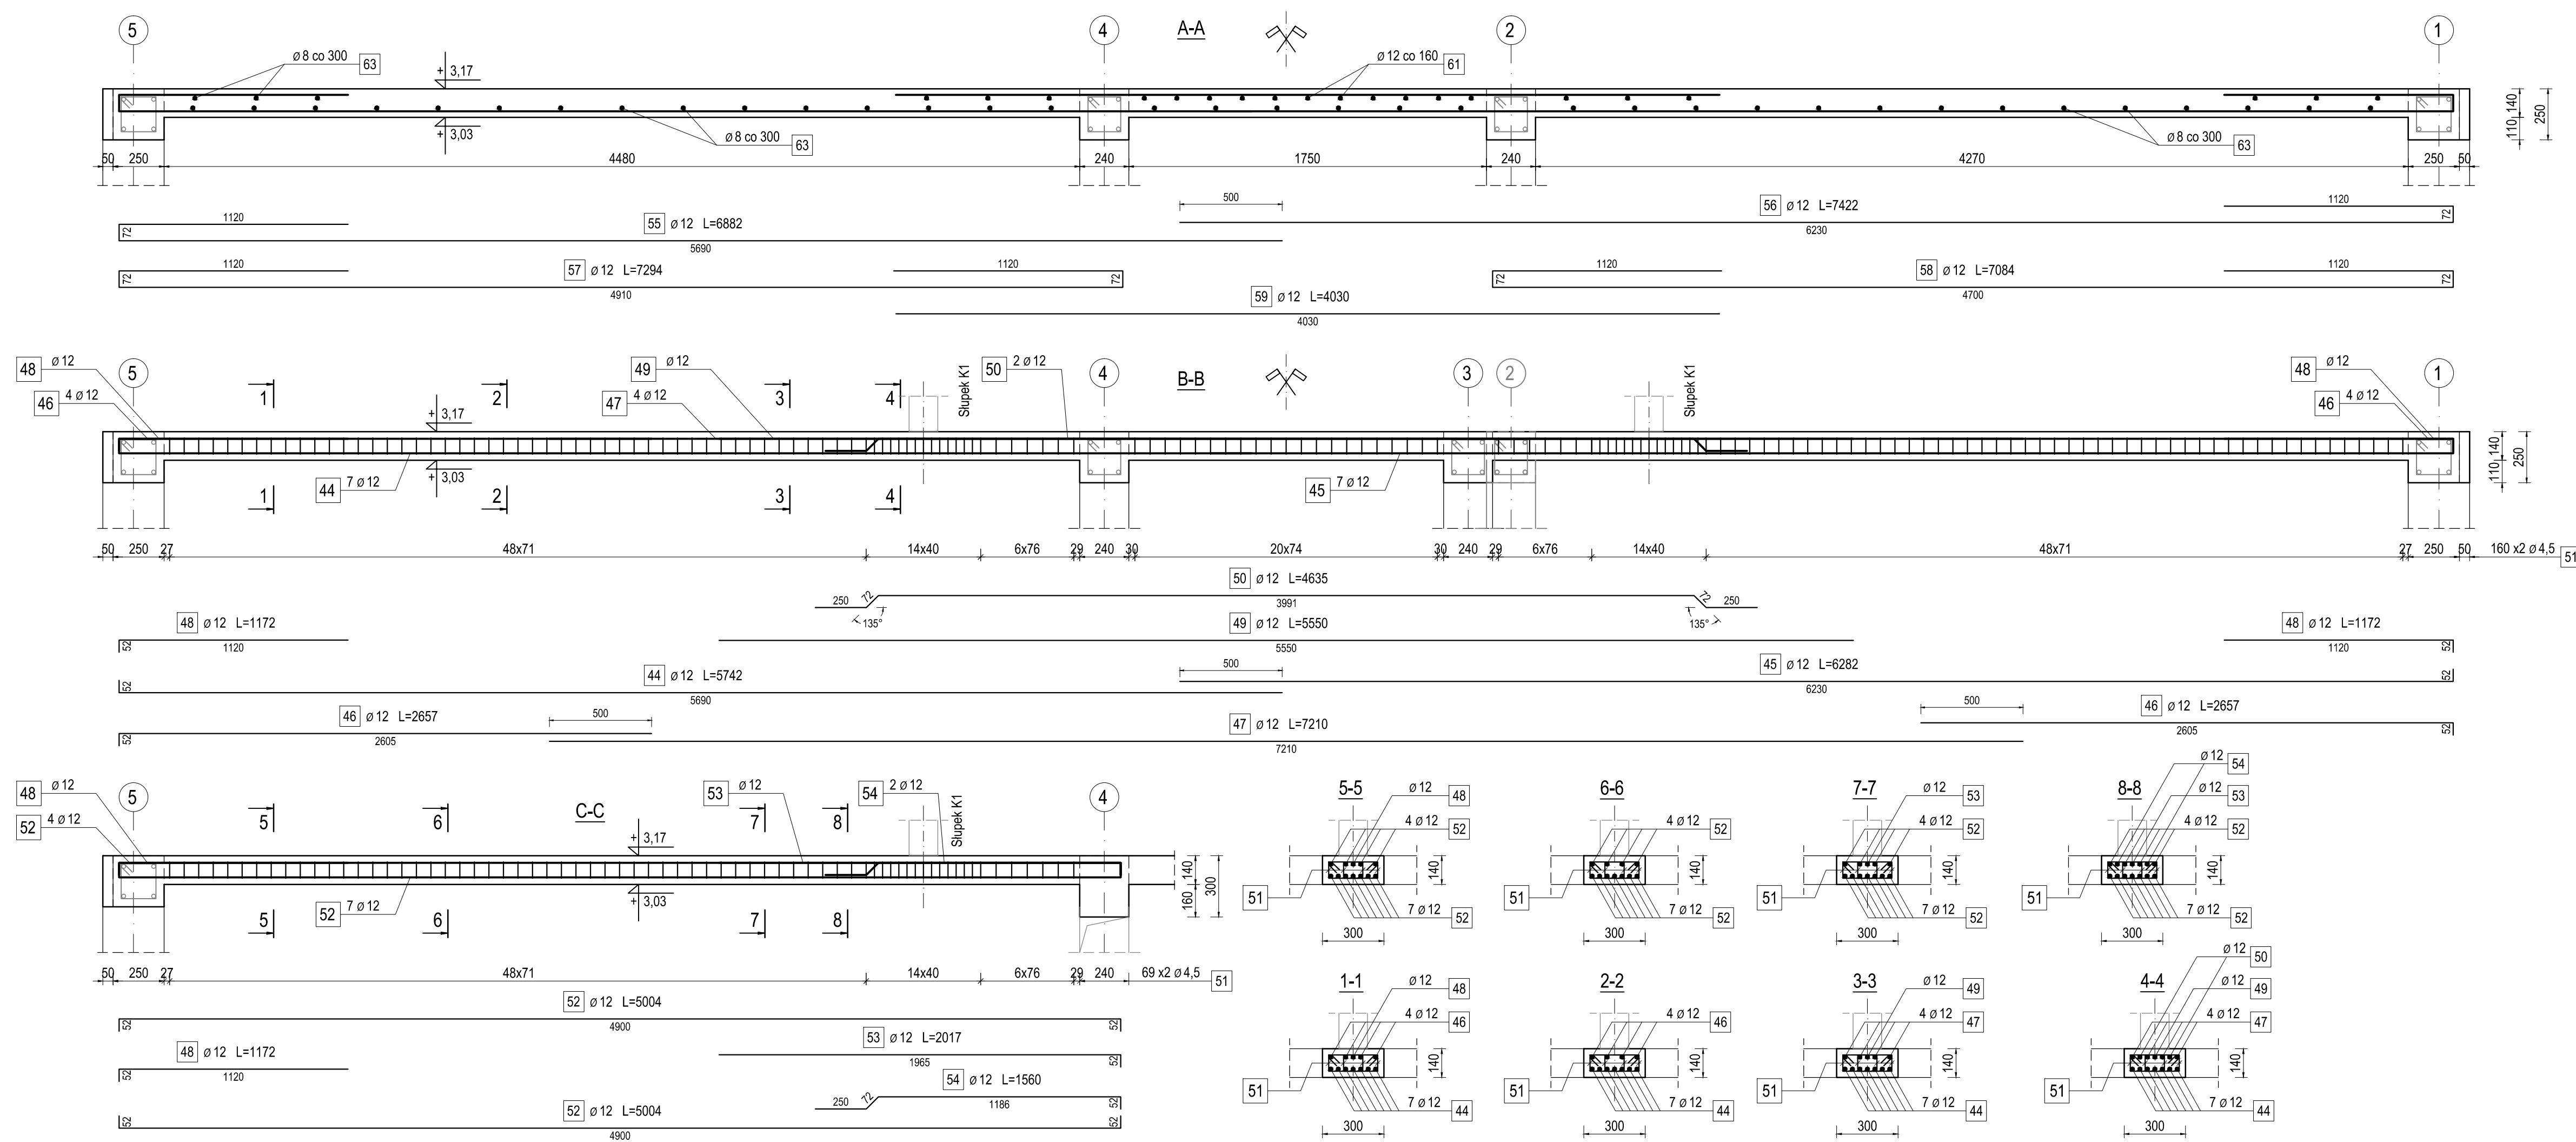 5
4
A-A
2
1
Ø 8 co 300 63
+ 3,17
Ø 12 co 160 61
+ 3,03
Ø 8 co 300 63
Ø 8 co 300 63
140
110
250
50 250 4480 240 1750 240 4270 250 50
1120
72
55 Ø 12 L=6882
5690
500
56 Ø 12 L=7422
6230
1120
72
1120
72
57 Ø 12 L=7294
4910
1120
72
1120
72
58 Ø 12 L=7084
4700
1120
72
59 Ø 12 L=4030
4030
48 Ø 12
46 4 Ø 12
5
1
2
+ 3,17
49 Ø 12
47 4 Ø 12
3
4
Słupek K1
50 2 Ø 12
4
B-B
3
2
Słupek K1
48 Ø 12
46 4 Ø 12
1
44 7 Ø 12
+ 3,03
45 7 Ø 12
1
2
3
4
140
110
250
50 250 27 48x71 14x40 6x76 29 240 30 20x74 30 240 29 6x76 14x40 48x71 27 250 50 160 x2 Ø 4,5 51
50 Ø 12 L=4635
250
72
135°
3991
72
135°
250
48 Ø 12 L=1172
52
1120
49 Ø 12 L=5550
5550
48 Ø 12 L=1172
1120
52
44 Ø 12 L=5742
52
5690
500
45 Ø 12 L=6282
6230
52
46 Ø 12 L=2657
52
2605
500
47 Ø 12 L=7210
7210
500
46 Ø 12 L=2657
2605
52
48 Ø 12
52 4 Ø 12
5
5
6
C-C
+ 3,17
53 Ø 12
7
8
54 2 Ø 12
Słupek K1
4
52 7 Ø 12
+ 3,03
5
6
7
8
140
160
300
50 250 27 48x71 14x40 6x76 29 240 69 x2 Ø 4,5 51
52 Ø 12 L=5004
52
4900
52
48 Ø 12 L=1172
52
1120
53 Ø 12 L=2017
1965
52
54 Ø 12 L=1560
250
72
1186
52
52 Ø 12 L=5004
52
4900
52
5-5
Ø 12 48
4 Ø 12 52
140
51
7 Ø 12 52
300
6-6
4 Ø 12 52
140
51
7 Ø 12 52
300
7-7
Ø 12 53
4 Ø 12 52
140
51
7 Ø 12 52
300
8-8
Ø 12 54
Ø 12 53
4 Ø 12 52
140
51
7 Ø 12 52
300
1-1
Ø 12 48
4 Ø 12 46
140
51
7 Ø 12 44
300
2-2
4 Ø 12 46
140
51
7 Ø 12 44
300
3-3
Ø 12 49
4 Ø 12 47
140
51
7 Ø 12 44
300
4-4
Ø 12 50
Ø 12 49
4 Ø 12 47
140
51
7 Ø 12 44
300